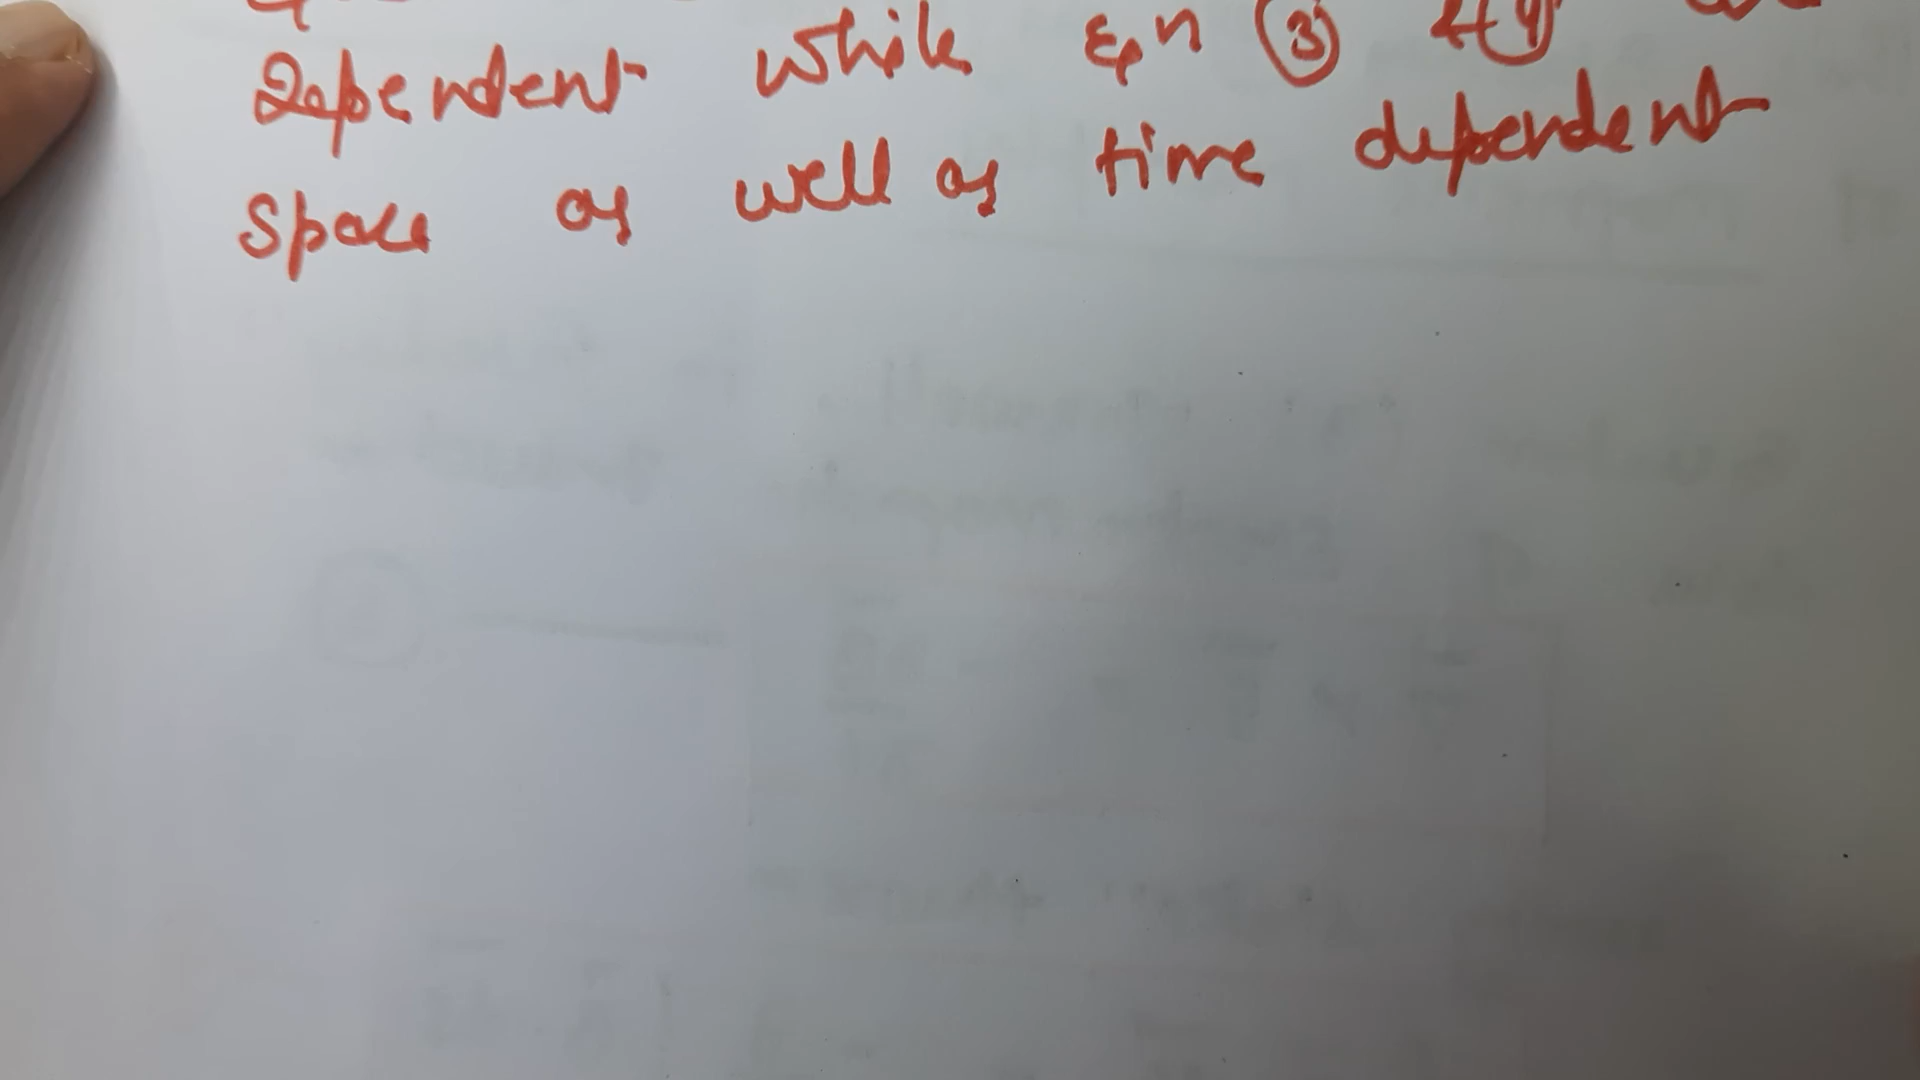 Dependent while Eqn ③ & ④
Space as well as time dependent